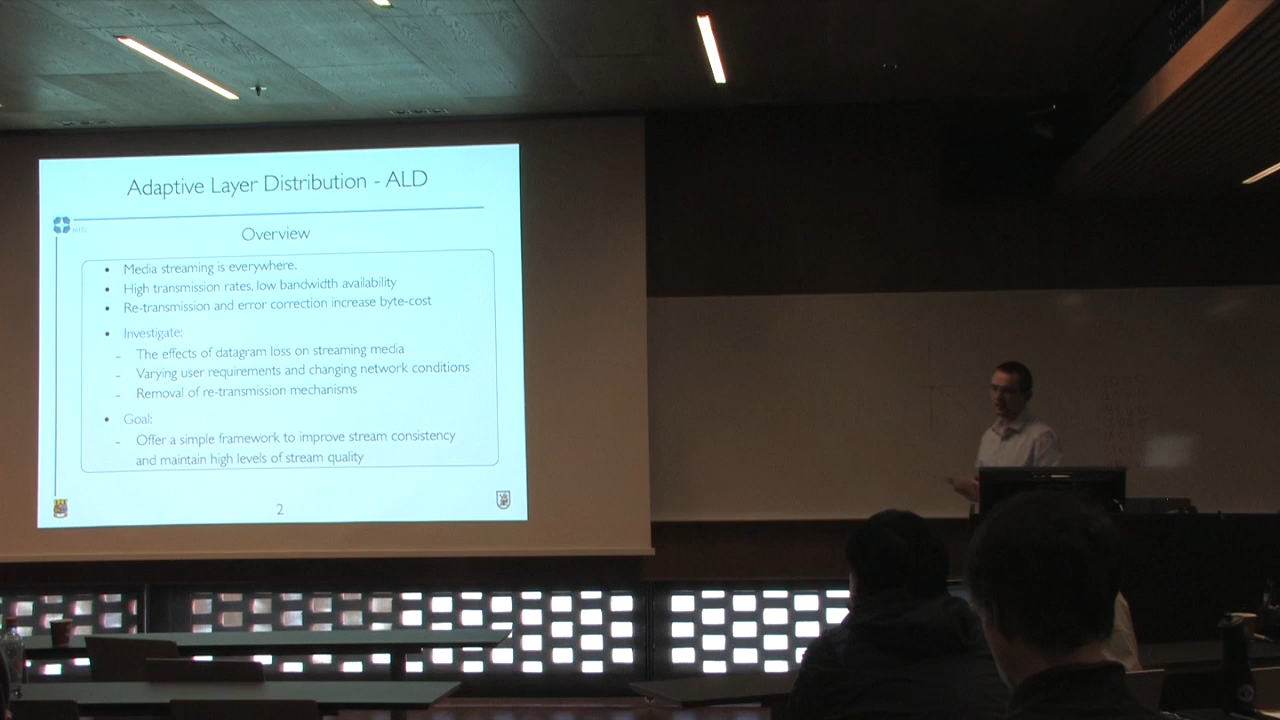 Adaptive Layer Distribution - ALD
Overview
• Media streaming is everywhere.
• High transmission rates, low bandwidth availability
• Re-transmission and error correction increase byte-cost
• Investigate:
- The effects of datagram loss on streaming media
- Varying user requirements and changing network conditions
- Removal of re-transmission mechanisms
• Goal:
- Offer a simple framework to improve stream consistency
and maintain high levels of stream quality
2